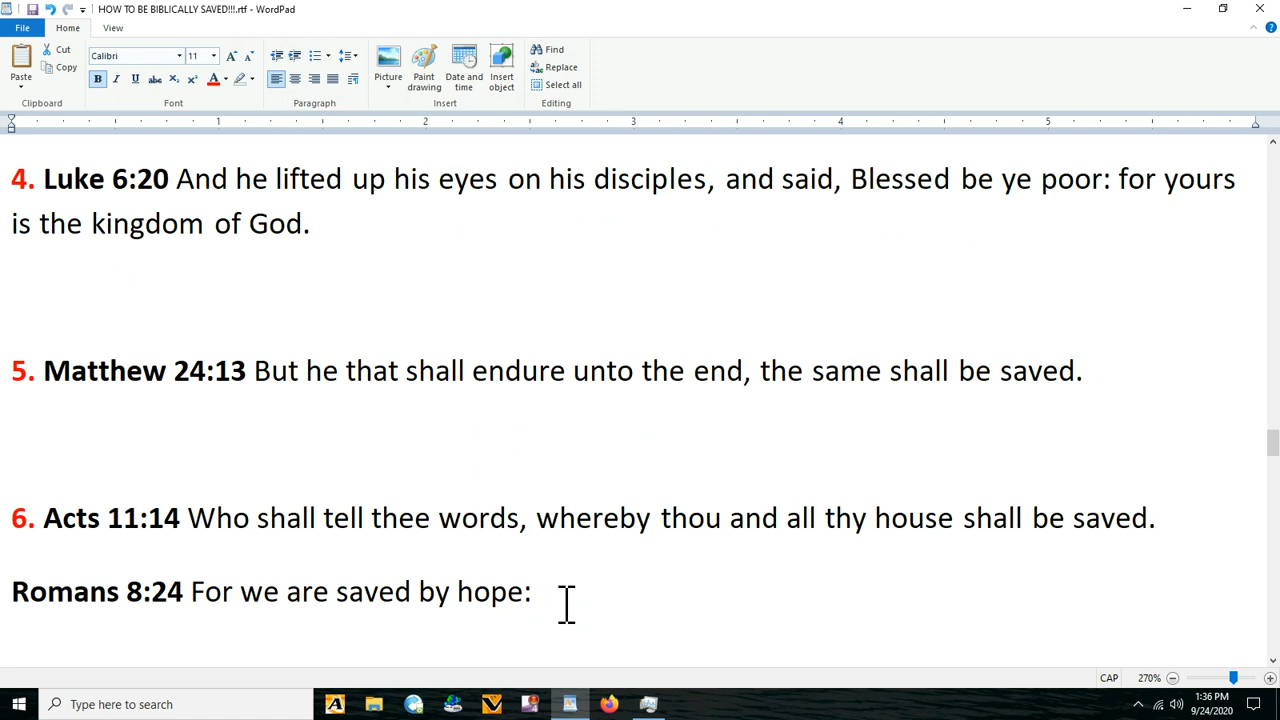 HOW TO BE BIBLICALLY SAVED!!!.rtf - WordPad
File Home View
Paste
Cut
Copy
Clipboard
Calibri 11
Font
Paragraph
Picture
Paint drawing
Date and time
Insert object
Insert
Find
Replace
Select all
Editing
1 2 3 4 5
4. Luke 6:20 And he lifted up his eyes on his disciples, and said, Blessed be ye poor: for yours
is the kingdom of God.
5. Matthew 24:13 But he that shall endure unto the end, the same shall be saved.
6. Acts 11:14 Who shall tell thee words, whereby thou and all thy house shall be saved.
Romans 8:24 For we are saved by hope:
CAP 270%
Type here to search
1:36 PM
9/24/2020